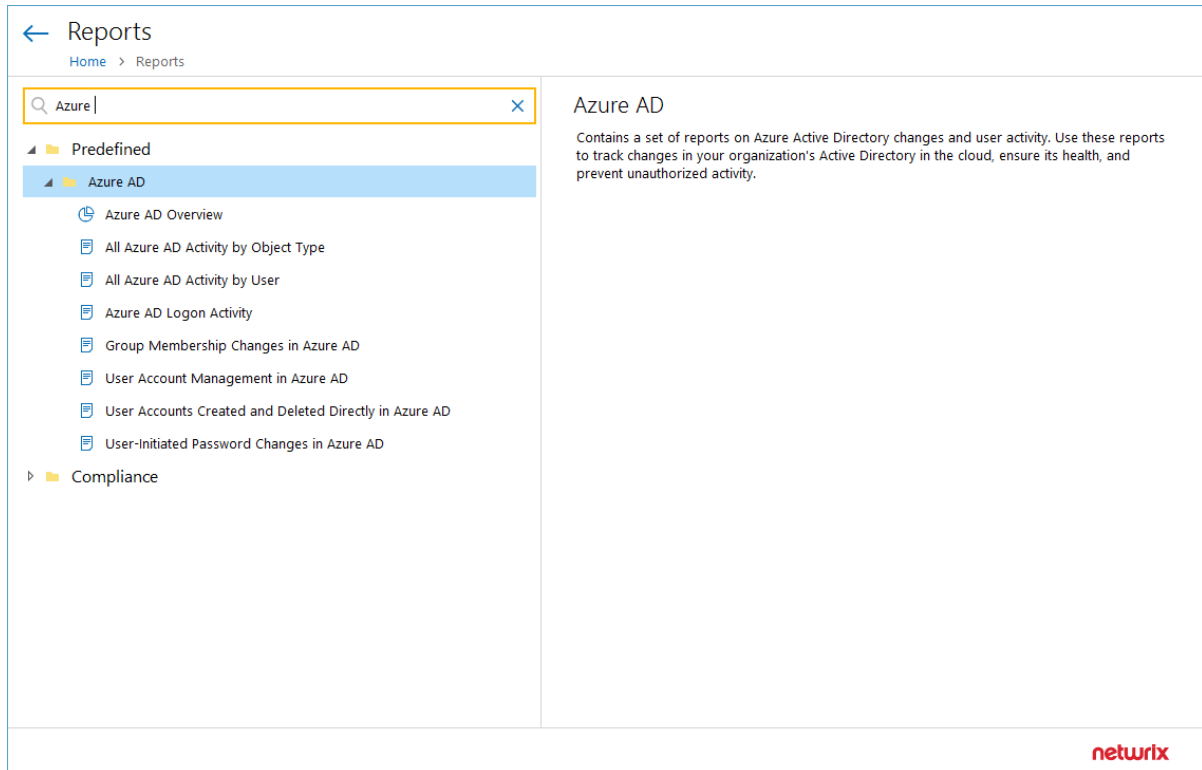 Reports
Home > Reports
Azure
Predefined
Azure AD
Azure AD Overview
All Azure AD Activity by Object Type
All Azure AD Activity by User
Azure AD Logon Activity
Group Membership Changes in Azure AD
User Account Management in Azure AD
User Accounts Created and Deleted Directly in Azure AD
User-Initiated Password Changes in Azure AD
Compliance
Azure AD
Contains a set of reports on Azure Active Directory changes and user activity. Use these reports
to track changes in your organization's Active Directory in the cloud, ensure its health, and
prevent unauthorized activity.
netwrix